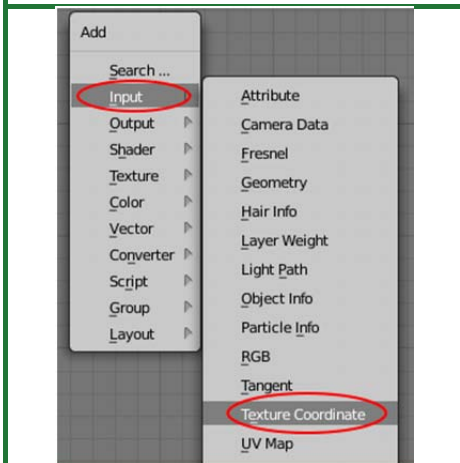 Add
Search ...
Input
Output
Shader
Texture
Color
Vector
Converter
Script
Group
Layout
Attribute
Camera Data
Fresnel
Geometry
Hair Info
Layer Weight
Light Path
Object Info
Particle Info
RGB
Tangent
Texture Coordinate
UV Map